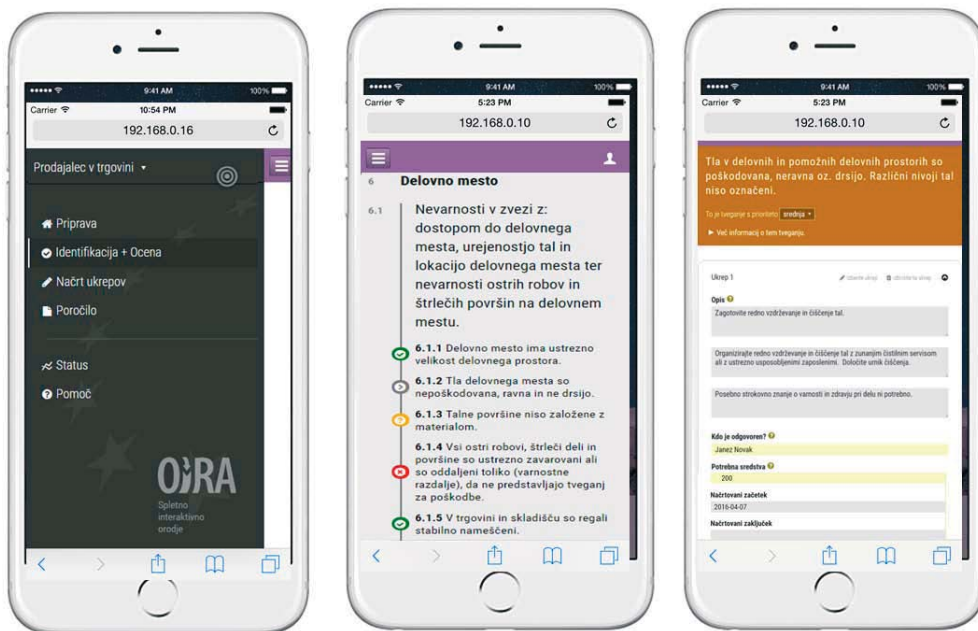 9:41 AM
100%
Carrier
10:54 PM
192.168.0.16
Prodajalec v trgovini
Priprava
Identifikacija + Ocena
Načrt ukrepov
Poročilo
Status
Pomoč
OiRA
Spletno
interaktivno
orodje
9:41 AM
100%
Carrier
5:23 PM
192.168.0.10
6 Delovno mesto
6.1 Nevarnosti v zvezi z:
dostopom do delovnega
mesta, urejenostjo tal in
lokacijo delovnega mesta ter
nevarnosti ostrih robov in
štrlečih površin na delovnem
mestu.
6.1.1 Delovno mesto ima ustrezno
velikost delovnega prostora.
6.1.2 Tla delovnega mesta so
nepoškodovana, ravna in ne drsijo.
6.1.3 Talne površine niso založene z
materialom.
6.1.4 Vsi ostri robovi, štrleči deli in
površine so ustrezno zavarovani ali
so oddaljeni toliko (varnostne
razdalje), da ne predstavljajo tveganj
za poškodbe.
6.1.5 V trgovini in skladišču so regali
stabilno nameščeni.
9:41 AM
100%
Carrier
5:23 PM
192.168.0.10
Tla v delovnih in pomožnih delovnih prostorih so
poškodovana, neravna oz. drsijo. Različni nivoji tal
niso označeni.
To je tveganje s prioriteto srednja
Več informacij o tem tveganju.
Ukrep 1
Opis
Zagotovite redno vzdrževanje in čiščenje tal.
Organizirajte redno vzdrževanje in čiščenje tal z zunanjim čistilnim servisom
ali z ustrezno usposobljenimi zaposlenimi. Določite urnik čiščenja.
Posebno strokovno znanje o varnosti in zdravju pri delu ni potrebno.
Kdo je odgovoren?
Janez Novak
Potrebna sredstva
200
Načrtovani začetek
2016-04-07
Načrtovani zaključek